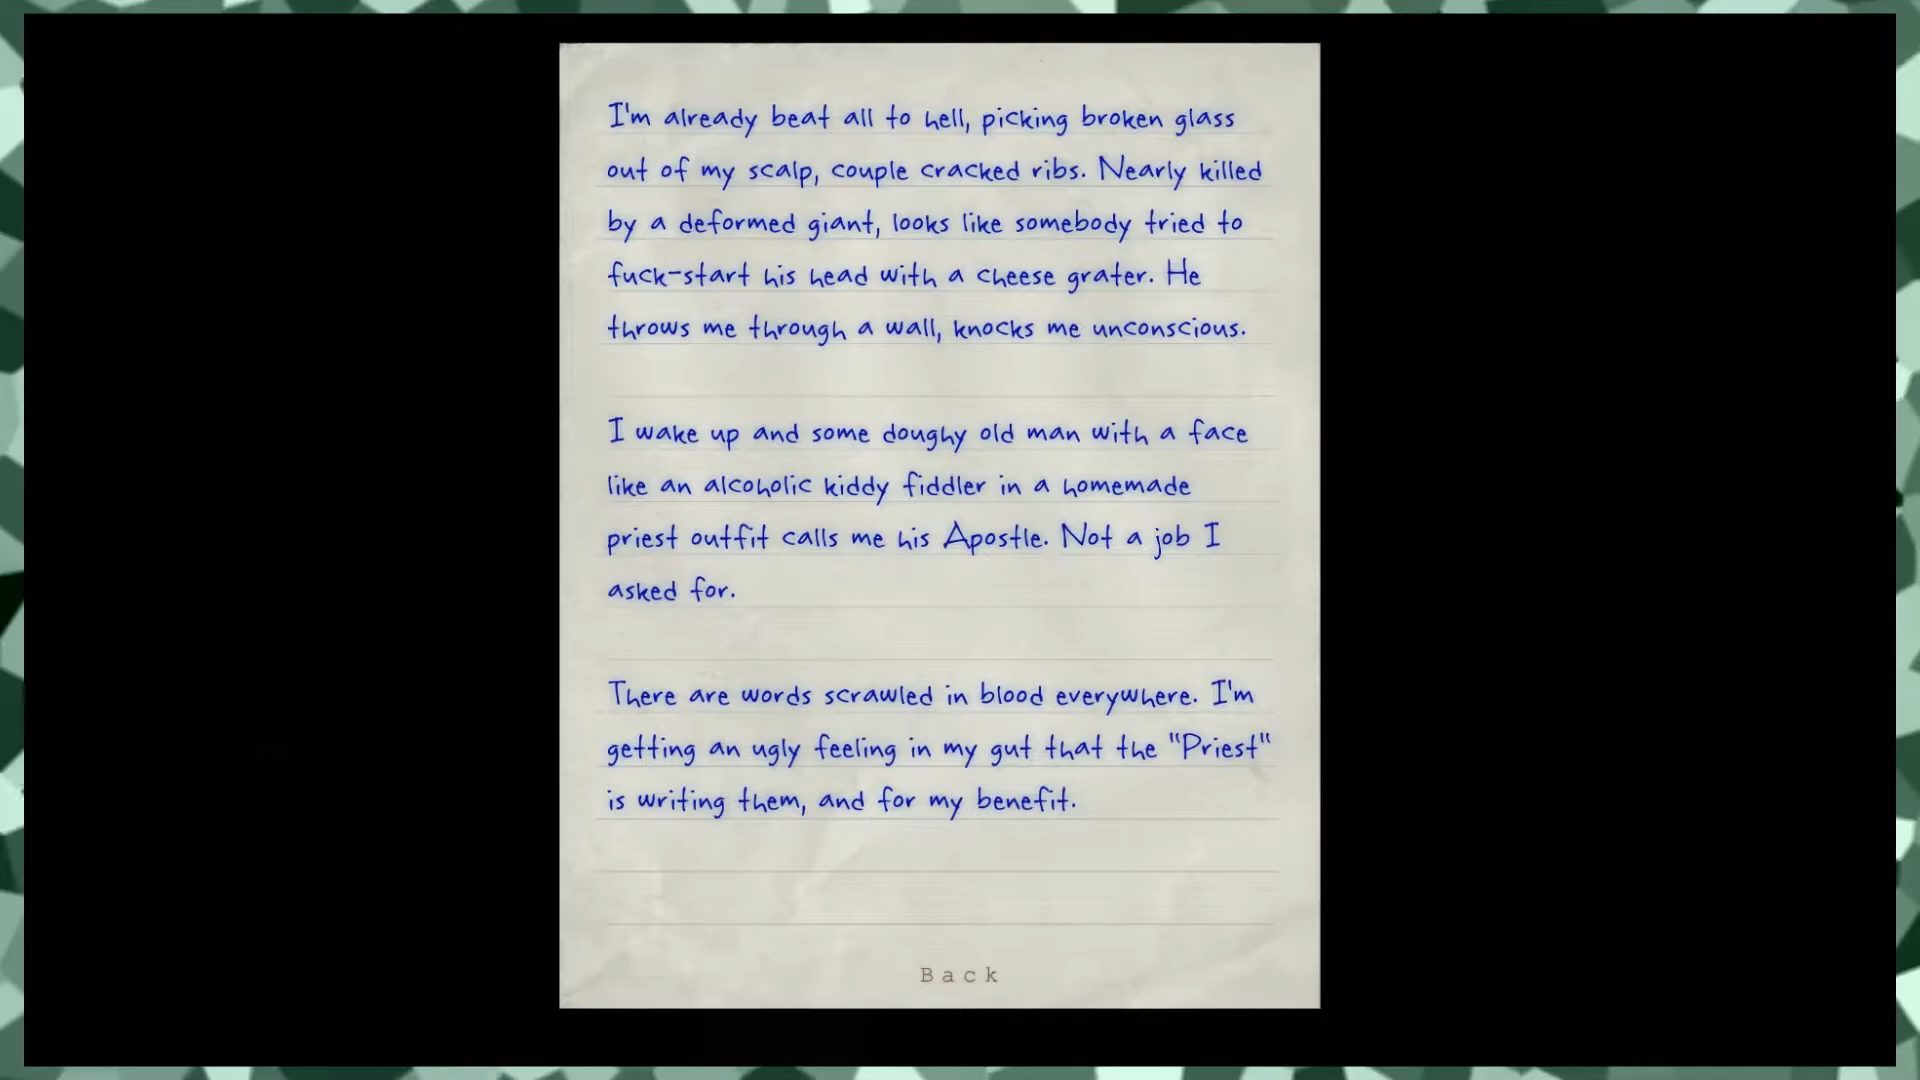 I'm already beat all to hell, picking broken glass
out of my scalp, couple cracked ribs. Nearly killed
by a deformed giant, looks like somebody tried to
fuck-start his head with a cheese grater. He
throws me through a wall, knocks me unconscious.
I wake up and some doughy old man with a face
like an alcoholic kiddy fiddler in a homemade
priest outfit calls me his Apostle. Not a job I
asked for.
There are words scrawled in blood everywhere. I'm
getting an ugly feeling in my gut that the "Priest"
is writing them, and for my benefit.
Back